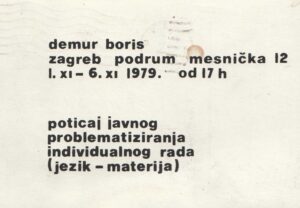 demur boris
zagreb podrum mesnička 12
1. xi – 6. xi 1979. od 17 h
poticaj javnog
problematiziranja
individualnog rada
(jezik – materija)